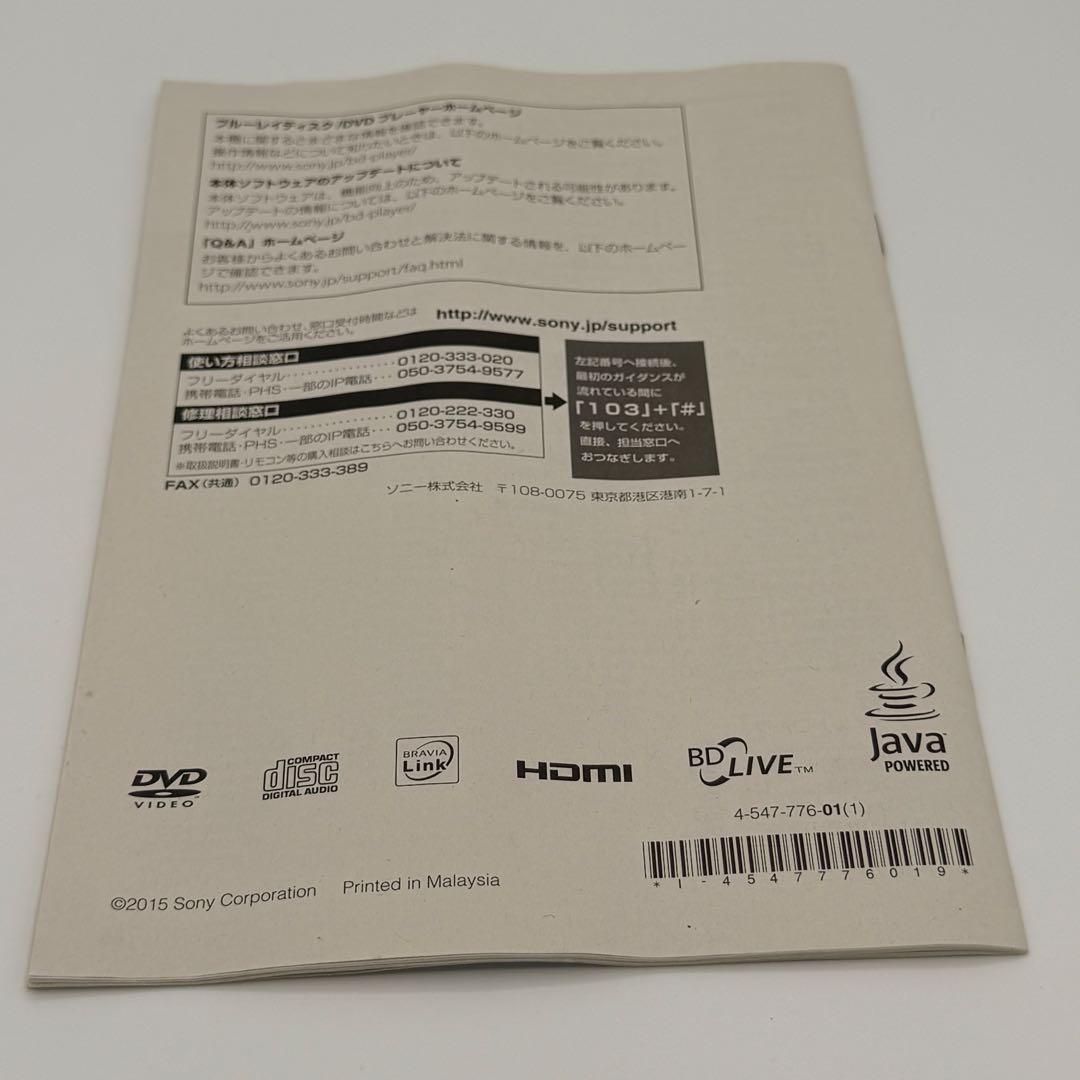 ブルーレイディスク/DVD プレーヤーホームページ
本機に関するさまざまな情報を確認できます。
操作情報などについて知りたいときは、以下のホームページをご覧ください。
http://www.sony.jp/bd-player/
本体ソフトウェアのアップデートについて
本体ソフトウェアは、機能向上のため、アップデートされる可能性があります。
アップデートの情報については、以下のホームページをご覧ください。
http://www.sony.jp/bd-player/
「Q&A」ホームページ
お客様からよくあるお問い合わせと解決法に関する情報を、以下のホームペー
ジで確認できます。
http://www.sony.jp/support/faq.html
よくあるお問い合わせ、窓口受付時間などは
ホームページをご活用ください。
http://www.sony.jp/support
使い方相談窓口
フリーダイヤル················0120-333-020
携帯電話・PHS・一部のIP電話···050-3754-9577
修理相談窓口
フリーダイヤル················0120-222-330
携帯電話・PHS・一部のIP電話···050-3754-9599
※取扱説明書・リモコン等の購入相談はこちらへお問い合わせください。
FAX(共通) 0120-333-389
左記番号へ接続後、
最初のガイダンスが
流れている間に
「103」+「#」
を押してください。
直接、担当窓口へ
おつなぎします。
ソニー株式会社 〒108-0075 東京都港区港南1-7-1
DVD
VIDEO
COMPACT
disc
DIGITAL AUDIO
BRAVIA
Link
HDMI
BD LIVE™
Java
POWERED
4-547-776-01(1)
*I-454776019*
©2015 Sony Corporation Printed in Malaysia